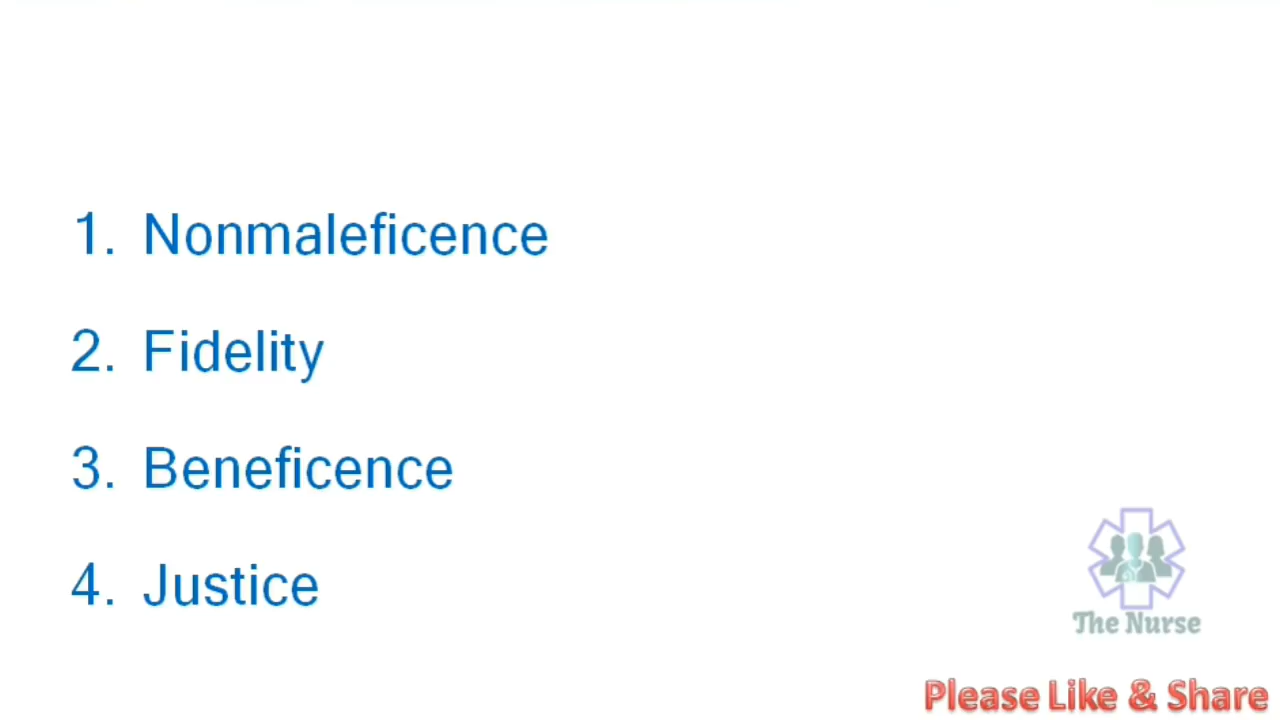 1. Nonmaleficence
2. Fidelity
3. Beneficence
4. Justice
The Nurse
Please Like & Share